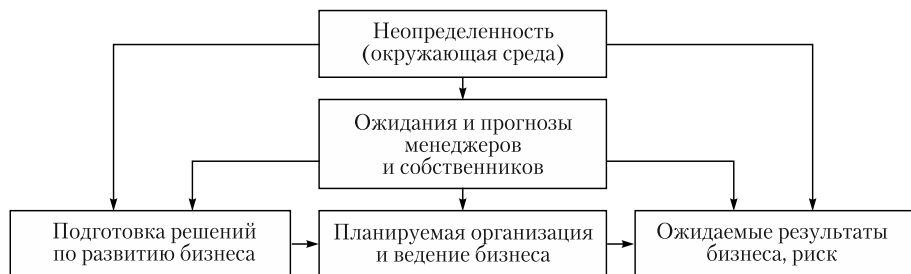 Неопределенность
(окружающая среда)
Ожидания и прогнозы
менеджеров
и собственников
Подготовка решений
по развитию бизнеса
Планируемая организация
и ведение бизнеса
Ожидаемые результаты
бизнеса, риск